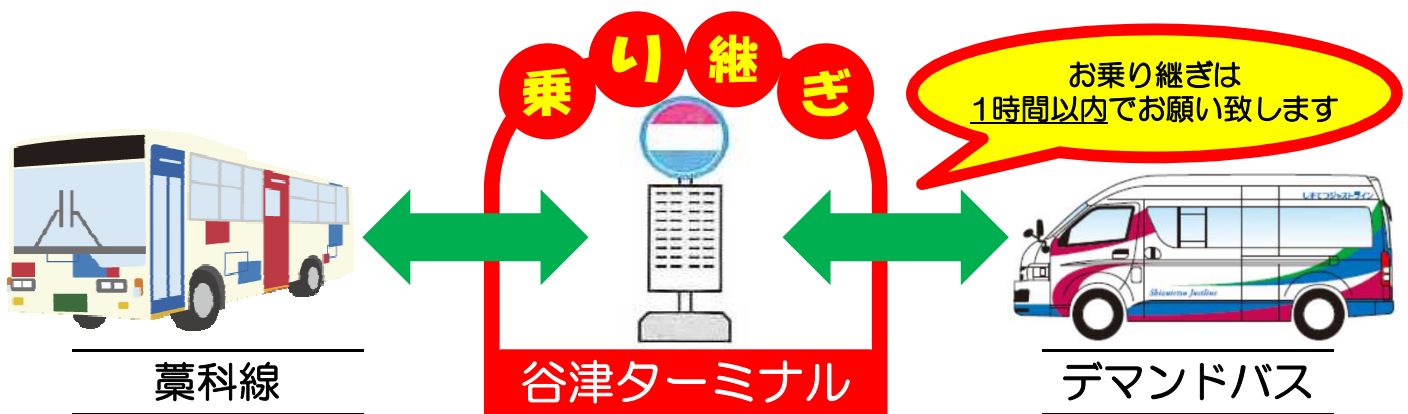 乗り継ぎ
お乗り継ぎは
1時間以内でお願い致します
しずてつジャストライン
Shizutetsu Justline
藁科線
谷津ターミナル
デマンドバス